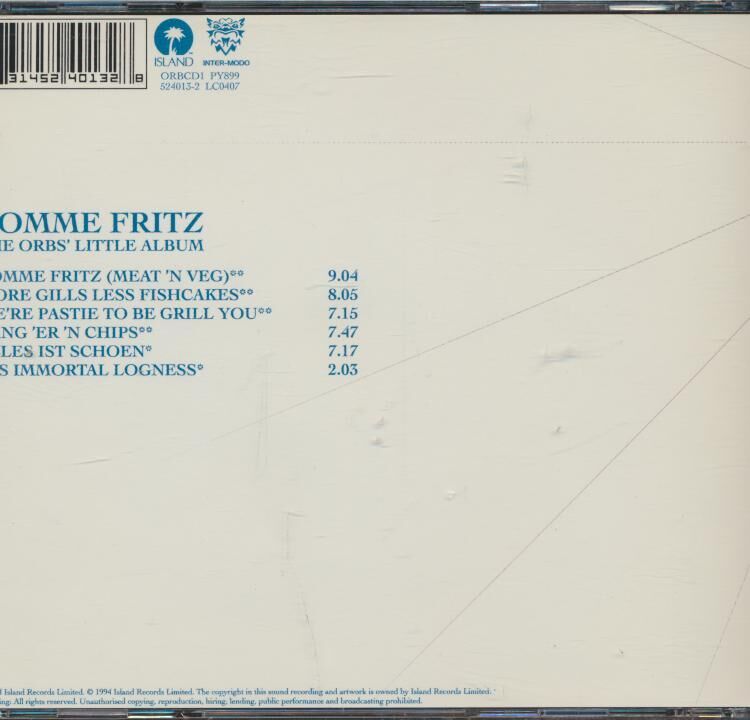 31452 40132 8
ISLAND INTER-MODO
ORBCD1 PY899
524013-2 LC0407
OMME FRITZ
HE ORBS' LITTLE ALBUM
OMME FRITZ (MEAT 'N VEG)** 9.04
ORE GILLS LESS FISHCAKES** 8.05
E'RE PASTIE TO BE GRILL YOU** 7.15
ANG 'ER 'N CHIPS** 7.47
LES IST SCHOEN* 7.17
S IMMORTAL LOGNESS* 2.03
Island Records Limited. © 1994 Island Records Limited. The copyright in this sound recording and artwork is owned by Island Records Limited.
ing: All rights reserved. Unauthorised copying, reproduction, hiring, lending, public performance and broadcasting prohibited.